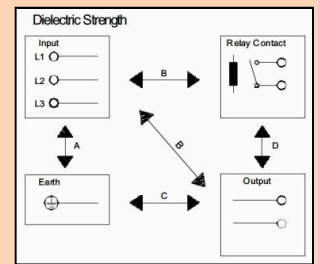 Dielectric Strength
Input
Relay Contact
L1
L2
L3
B
A
B
D
Earth
C
Output